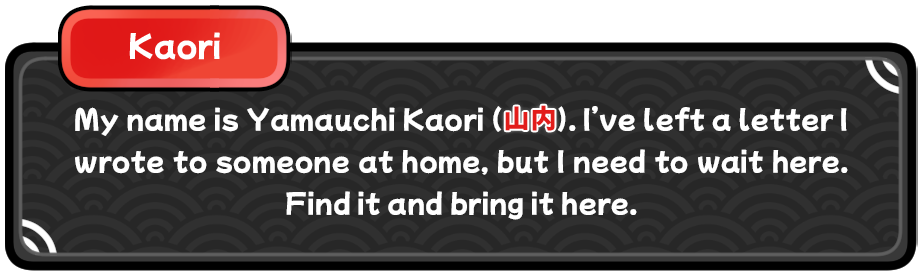 Kaori
My name is Yamauchi Kaori (山内). I've left a letter I
wrote to someone at home, but I need to wait here.
Find it and bring it here.